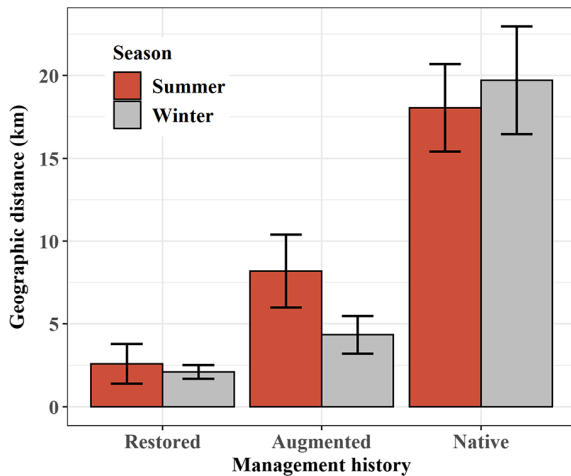 Season
Summer
Winter
Geographic distance (km)
20
15
10
5
0
Restored Augmented Native
Management history